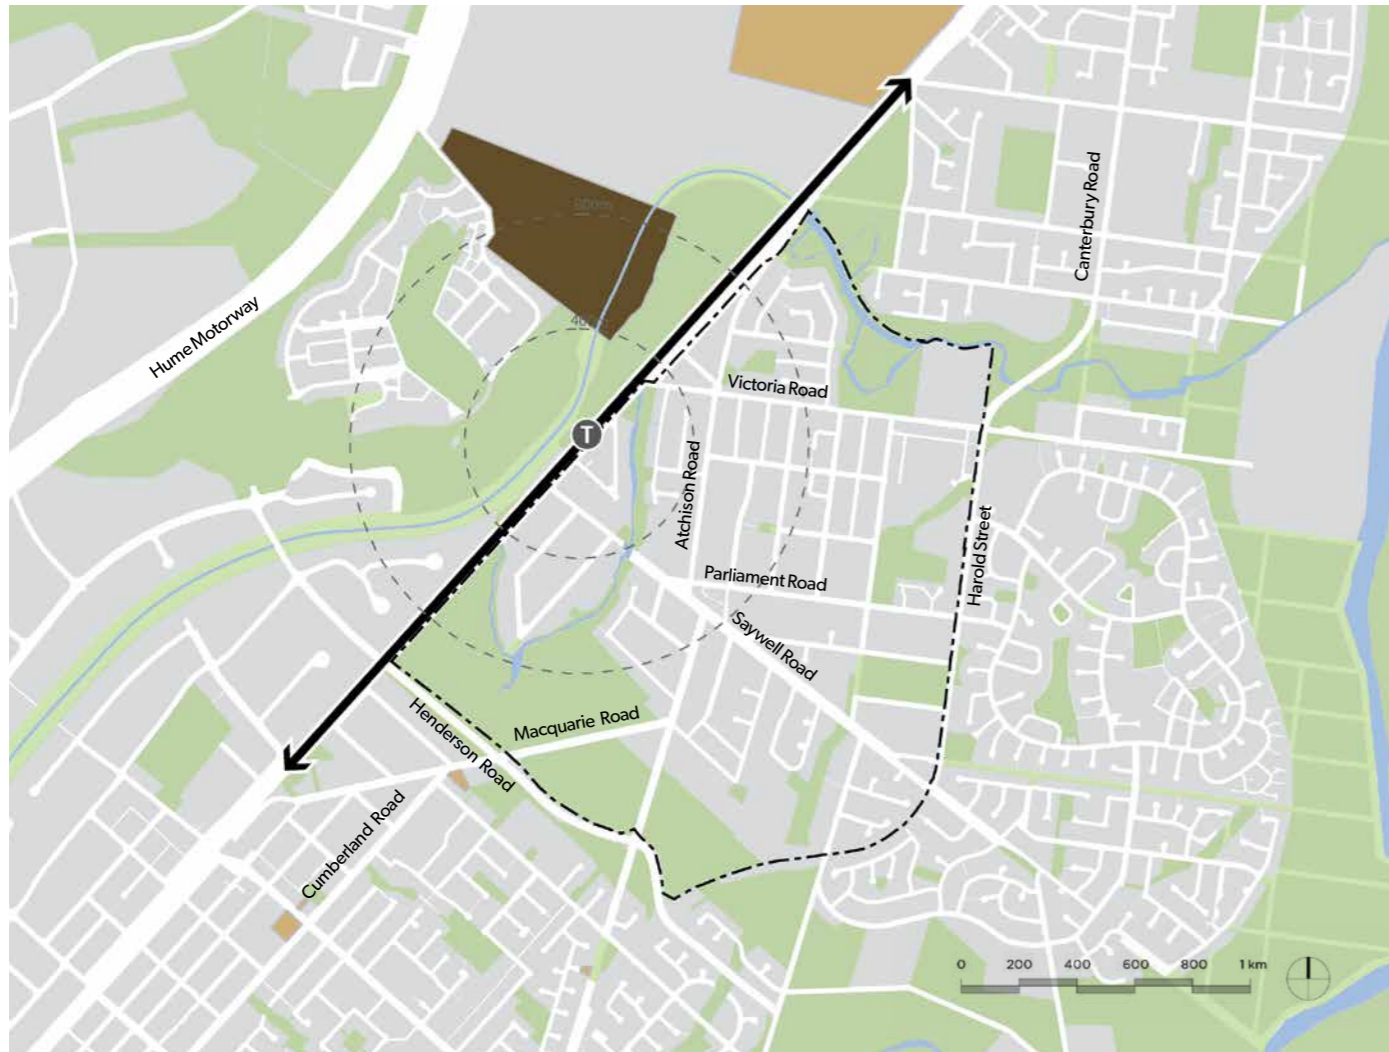 800m
Canterbury Road
Hume Motorway
Victoria Road
T
Atchison Road
Harold Street
Parliament Road
Saywell Road
Henderson Road
Macquarie Road
Cumberland Road
0 200 400 600 800 1 km